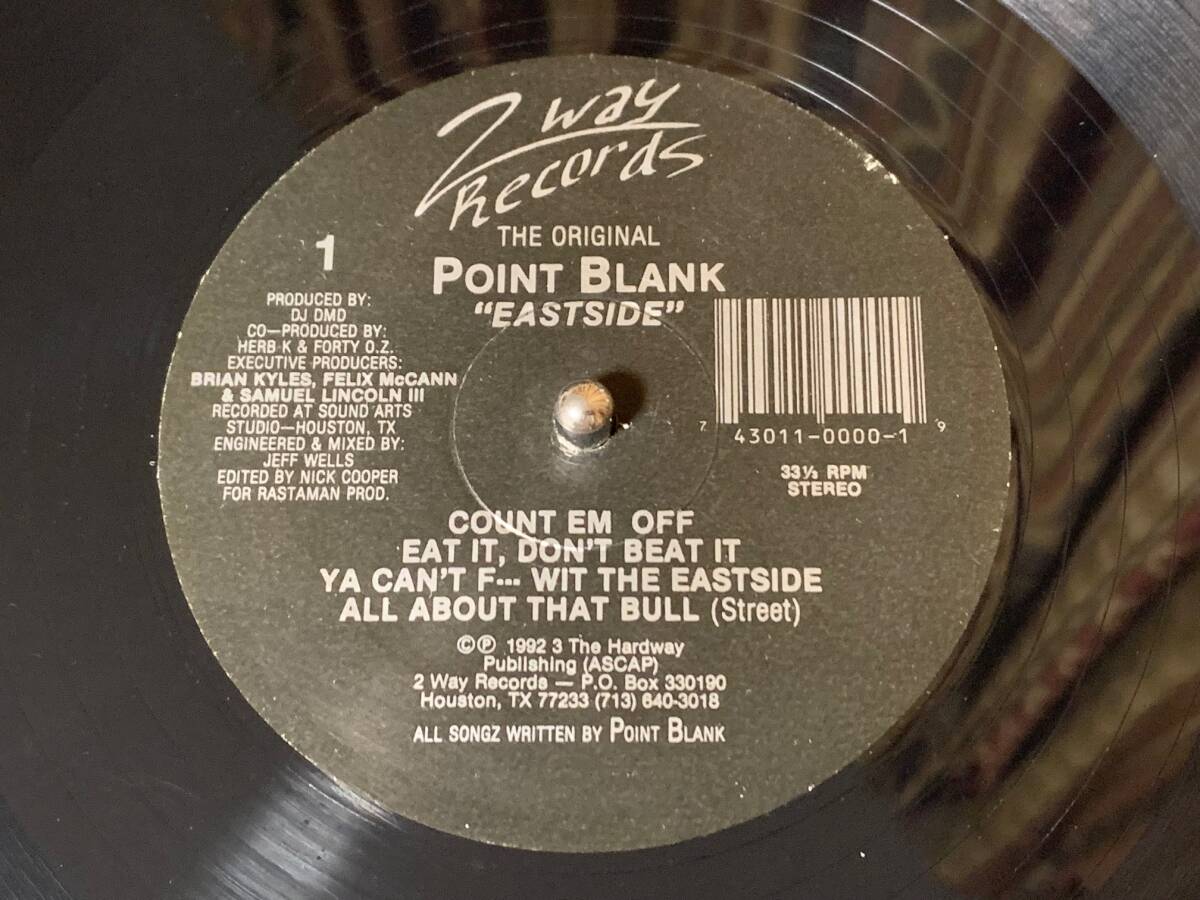 2 way
Records
THE ORIGINAL
POINT BLANK
"EASTSIDE"
1
PRODUCED BY:
DJ DMD
CO-PRODUCED BY:
HERB K & FORTY O.Z.
EXECUTIVE PRODUCERS:
BRIAN KYLES, FELIX McCANN
& SAMUEL LINCOLN III
RECORDED AT SOUND ARTS
STUDIO—HOUSTON, TX
ENGINEERED & MIXED BY:
JEFF WELLS
EDITED BY NICK COOPER
FOR RASTAMAN PROD.
7 43011-0000-1 9
33⅓ RPM
STEREO
COUNT EM OFF
EAT IT, DON'T BEAT IT
YA CAN'T F--- WIT THE EASTSIDE
ALL ABOUT THAT BULL (Street)
©℗ 1992 3 The Hardway
Publishing (ASCAP)
2 Way Records — P.O. Box 330190
Houston, TX 77233 (713) 640-3018
ALL SONGZ WRITTEN BY POINT BLANK